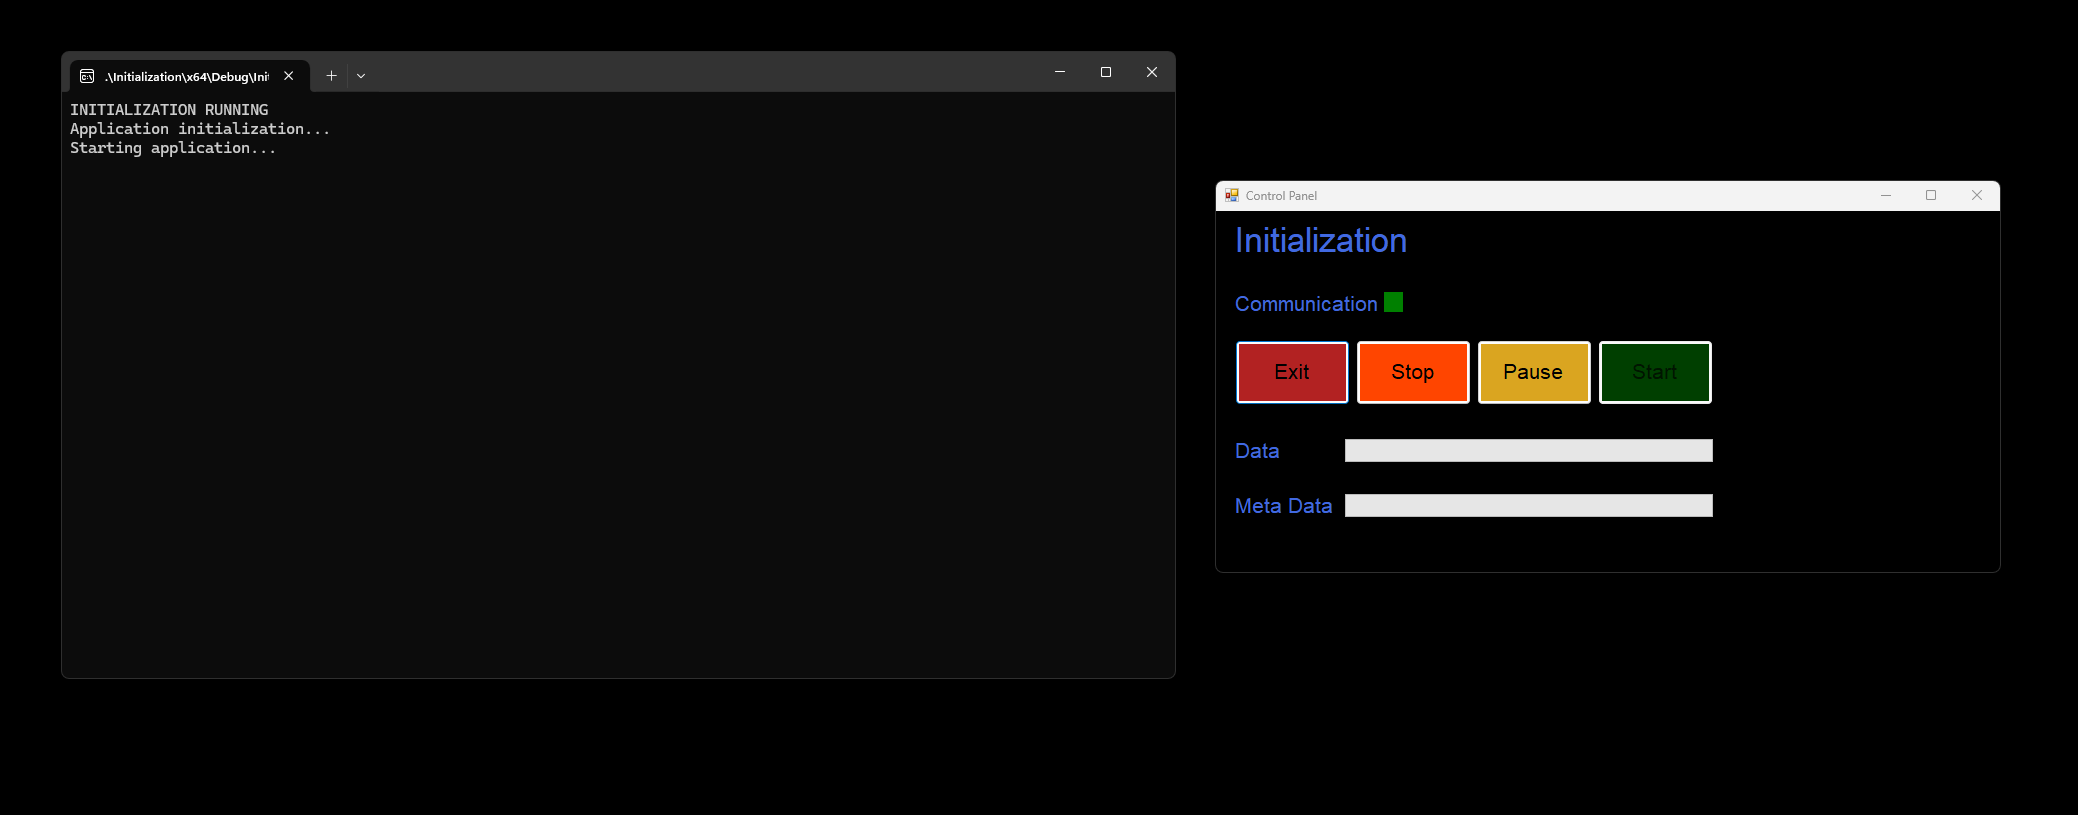 .\Initialization\x64\Debug\Init
INITIALIZATION RUNNING
Application initialization...
Starting application...
Control Panel
Initialization
Communication
Exit
Stop
Pause
Start
Data
Meta Data